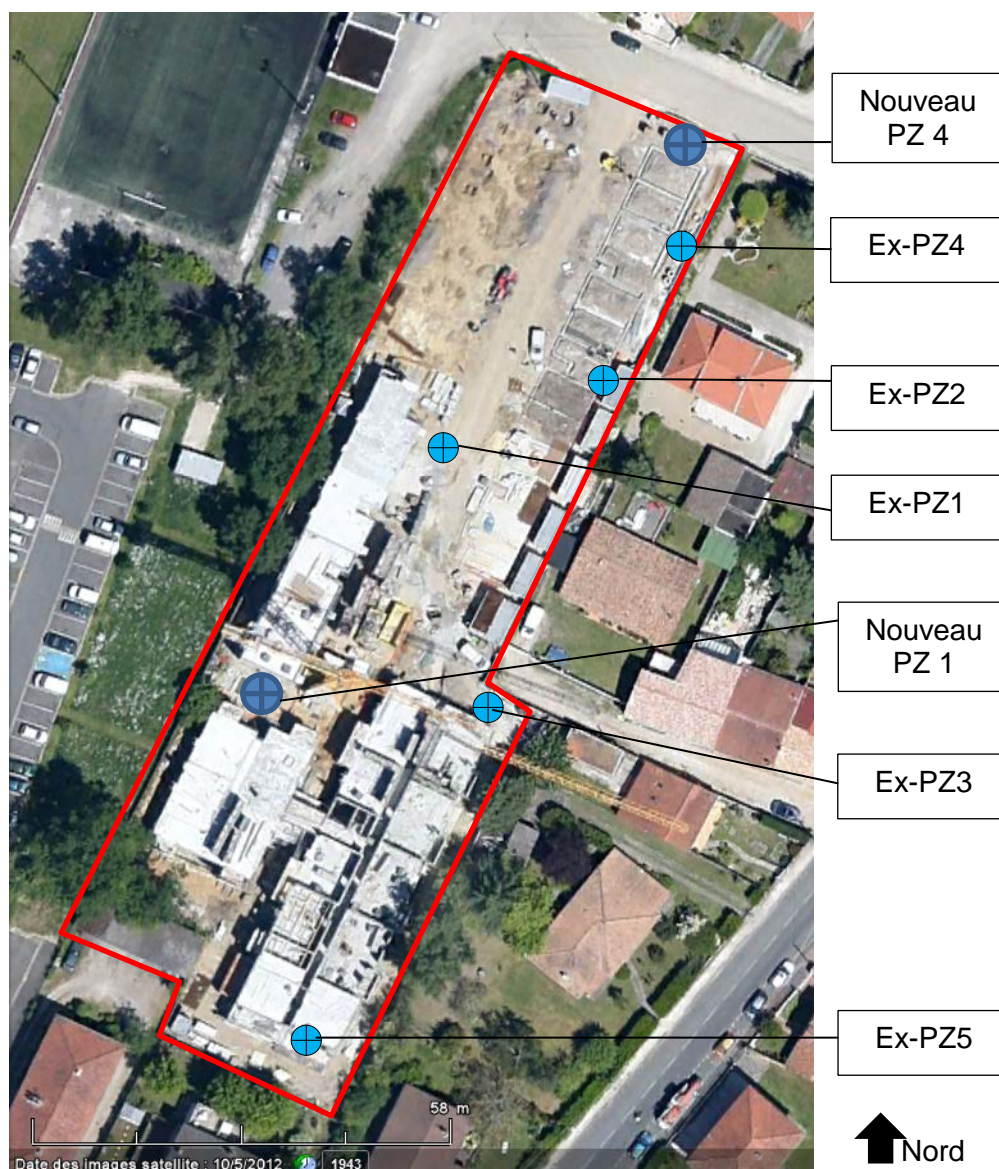 Nouveau
PZ 4
Ex-PZ4
Ex-PZ2
Ex-PZ1
Nouveau
PZ 1
Ex-PZ3
Ex-PZ5
58 m
Date des images satellite : 10/5/2012 1943
Nord